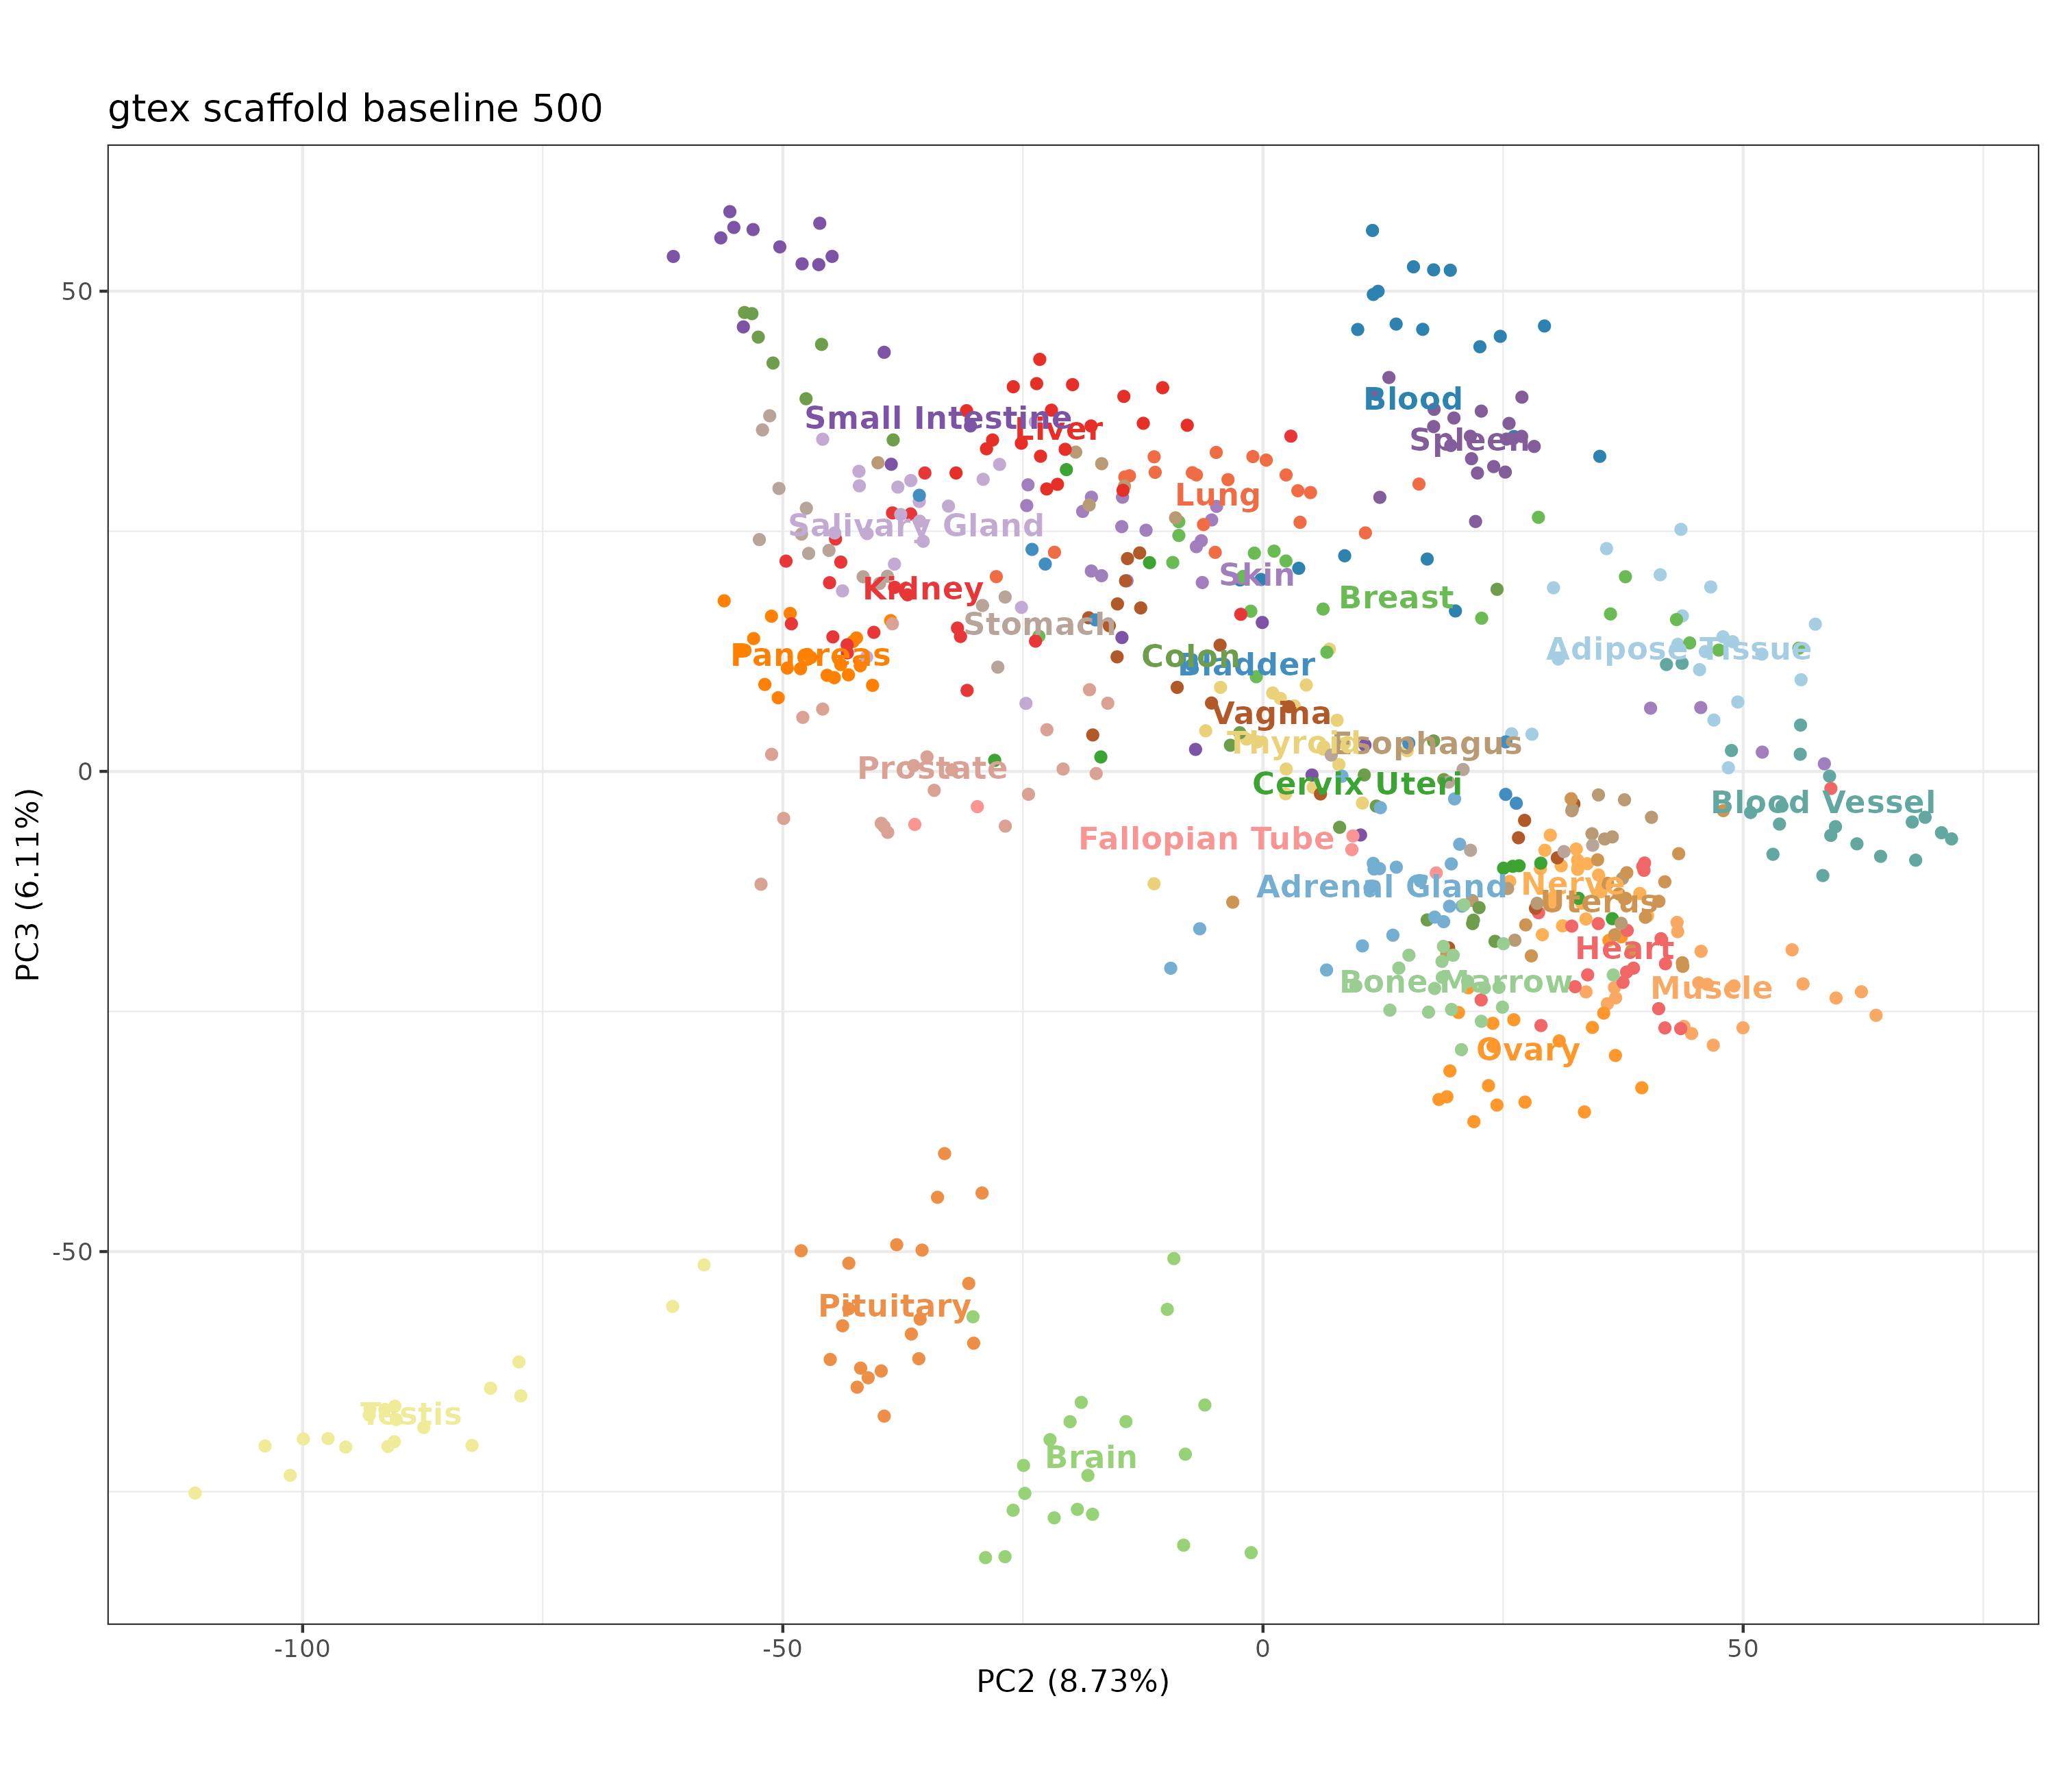 gtex scaffold baseline 500
50
Blood
Small Intestine
Liver
Spleen
Lung
Salivary Gland
Skin
Kidney
Breast
Stomach
Adipose Tissue
Pancreas
Colon
Bladder
Vagina
Thyroid
Esophagus
Prostate
0
Cervix Uteri
Blood Vessel
Fallopian Tube
Adrenal Gland
Nerve
Uterus
Heart
Bone Marrow
Muscle
Ovary
PC3 (6.11%)
-50
Pituitary
Testis
Brain
-100
-50
0
50
PC2 (8.73%)